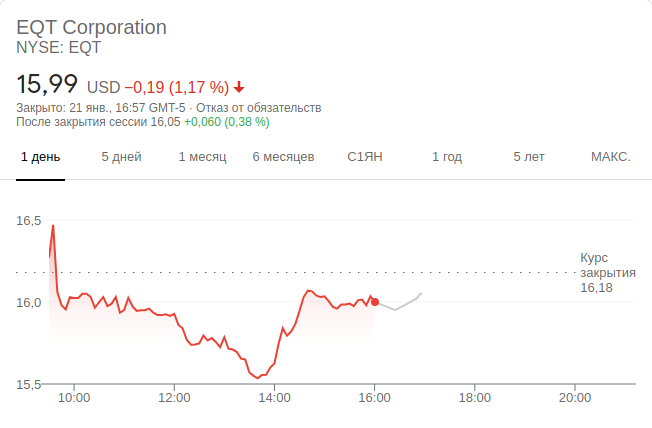 EQT Corporation
NYSE: EQT
15,99 USD −0,19 (1,17 %)
Закрыто: 21 янв., 16:57 GMT-5 · Отказ от обязательств
После закрытия сессии 16,05 +0,060 (0,38 %)
1 день 5 дней 1 месяц 6 месяцев С1ЯН 1 год 5 лет МАКС.
16,5
Курс
закрытия
16,18
16,0
15,5
10:00 12:00 14:00 16:00 18:00 20:00